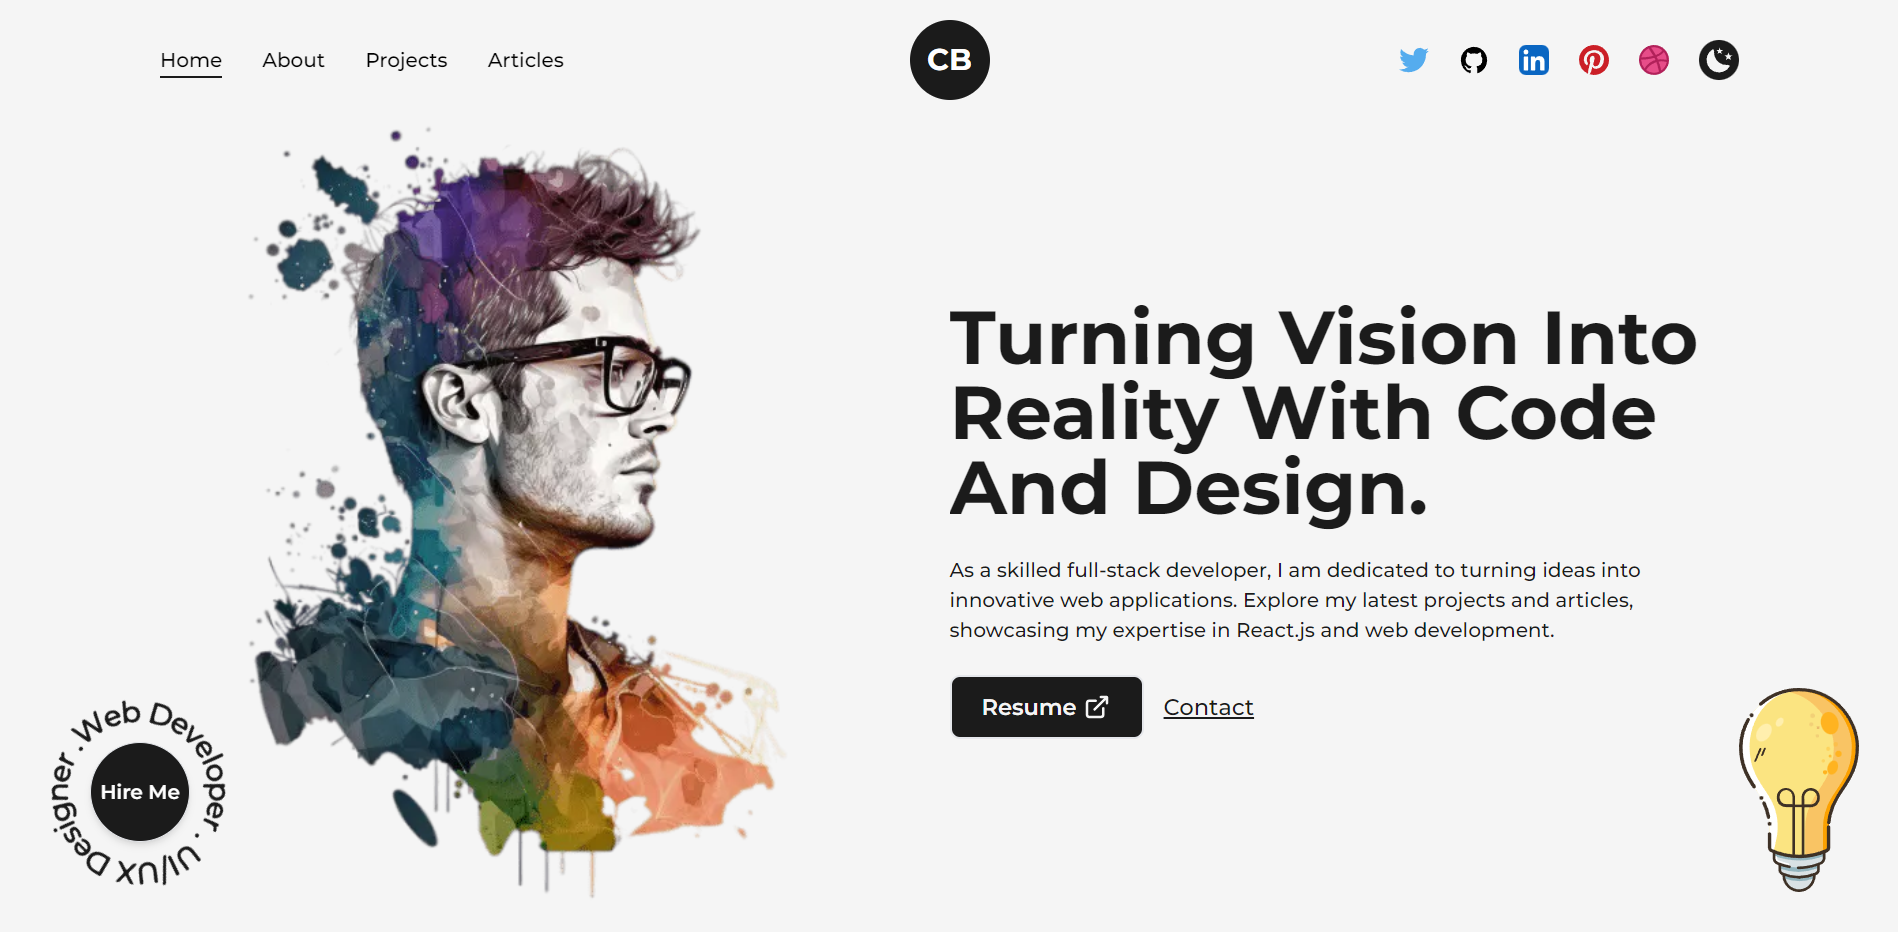 Home
About
Projects
Articles
CB
in
Turning Vision Into
Reality With Code
And Design.
As a skilled full-stack developer, I am dedicated to turning ideas into
innovative web applications. Explore my latest projects and articles,
showcasing my expertise in React.js and web development.
Resume
Contact
Web Developer . UI/UX Designer .
Hire Me